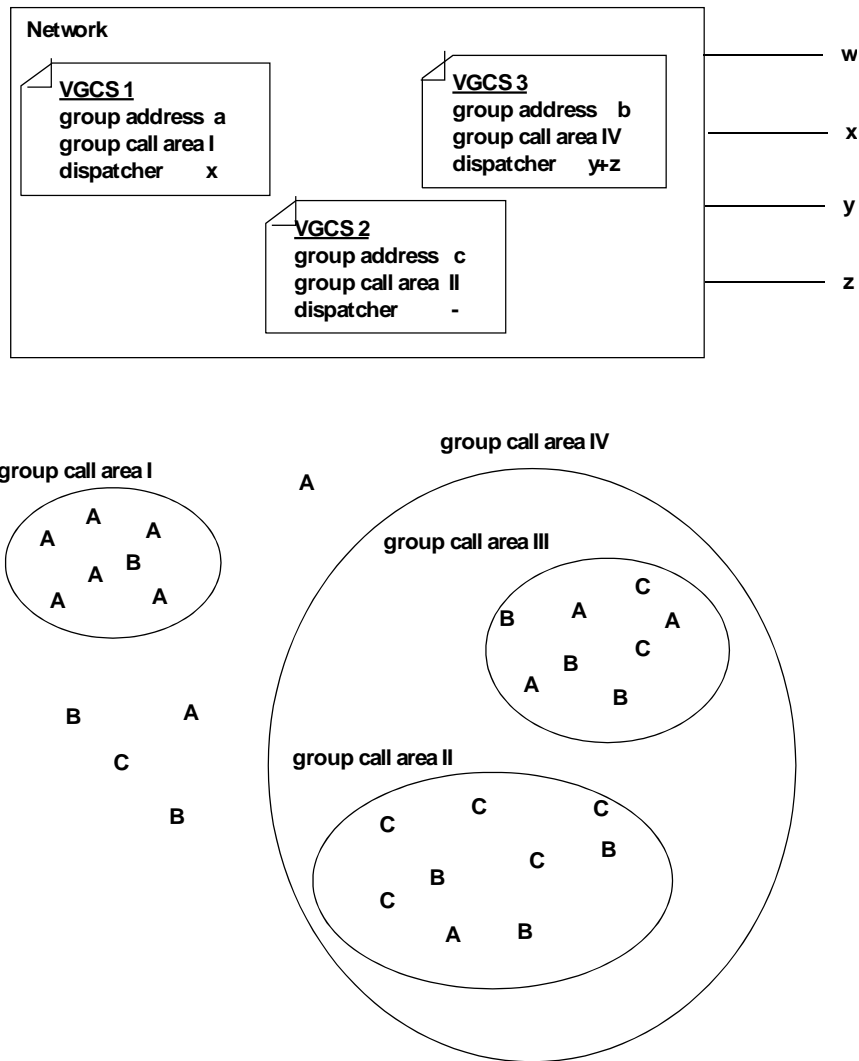 Network
w
VGCS 1
group address a
group call area I
dispatcher x
VGCS 3
group address b
group call area IV
dispatcher y+z
x
y
VGCS 2
group address c
group call area II
dispatcher -
z
group call area IV
group call area I
A
A
A
A
A
B
A
A
group call area III
C
B
A
A
C
B
A
B
B
A
C
B
group call area II
C
C
C
B
C
B
C
A
B